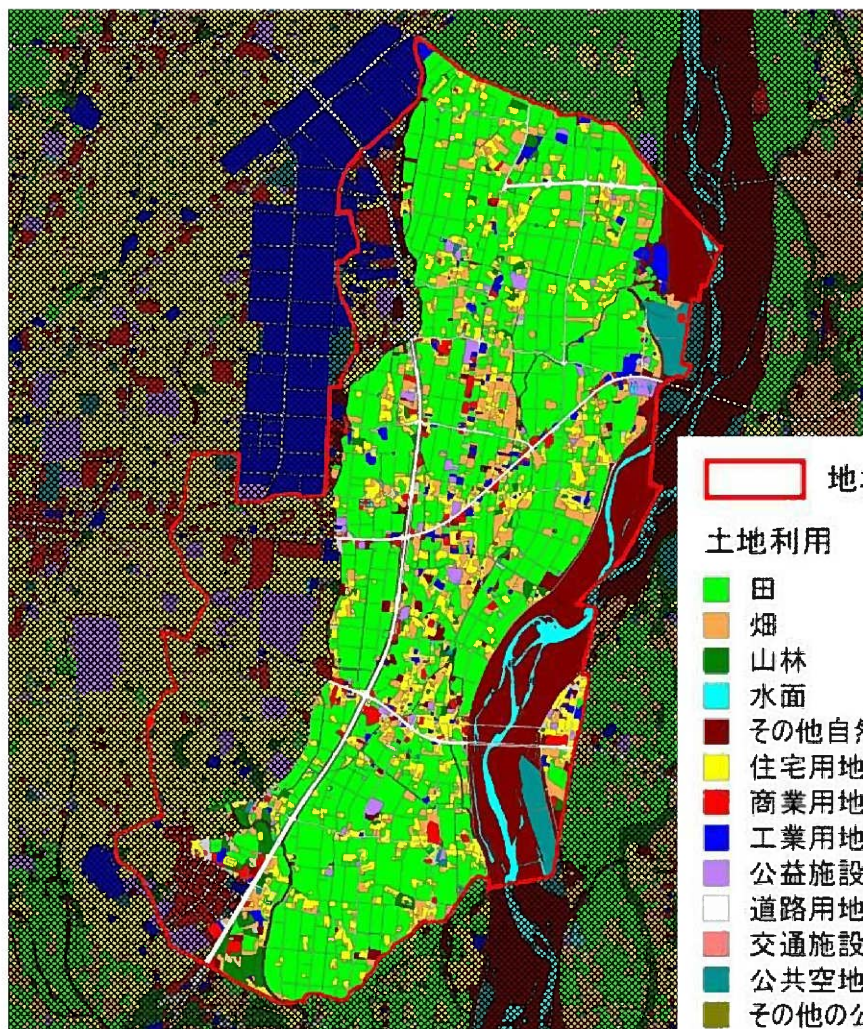 地
土地利用
田
畑
山林
水面
その他自然
住宅用地
商業用地
工業用地
公益施設
道路用地
交通施設
公共空地
その他の公